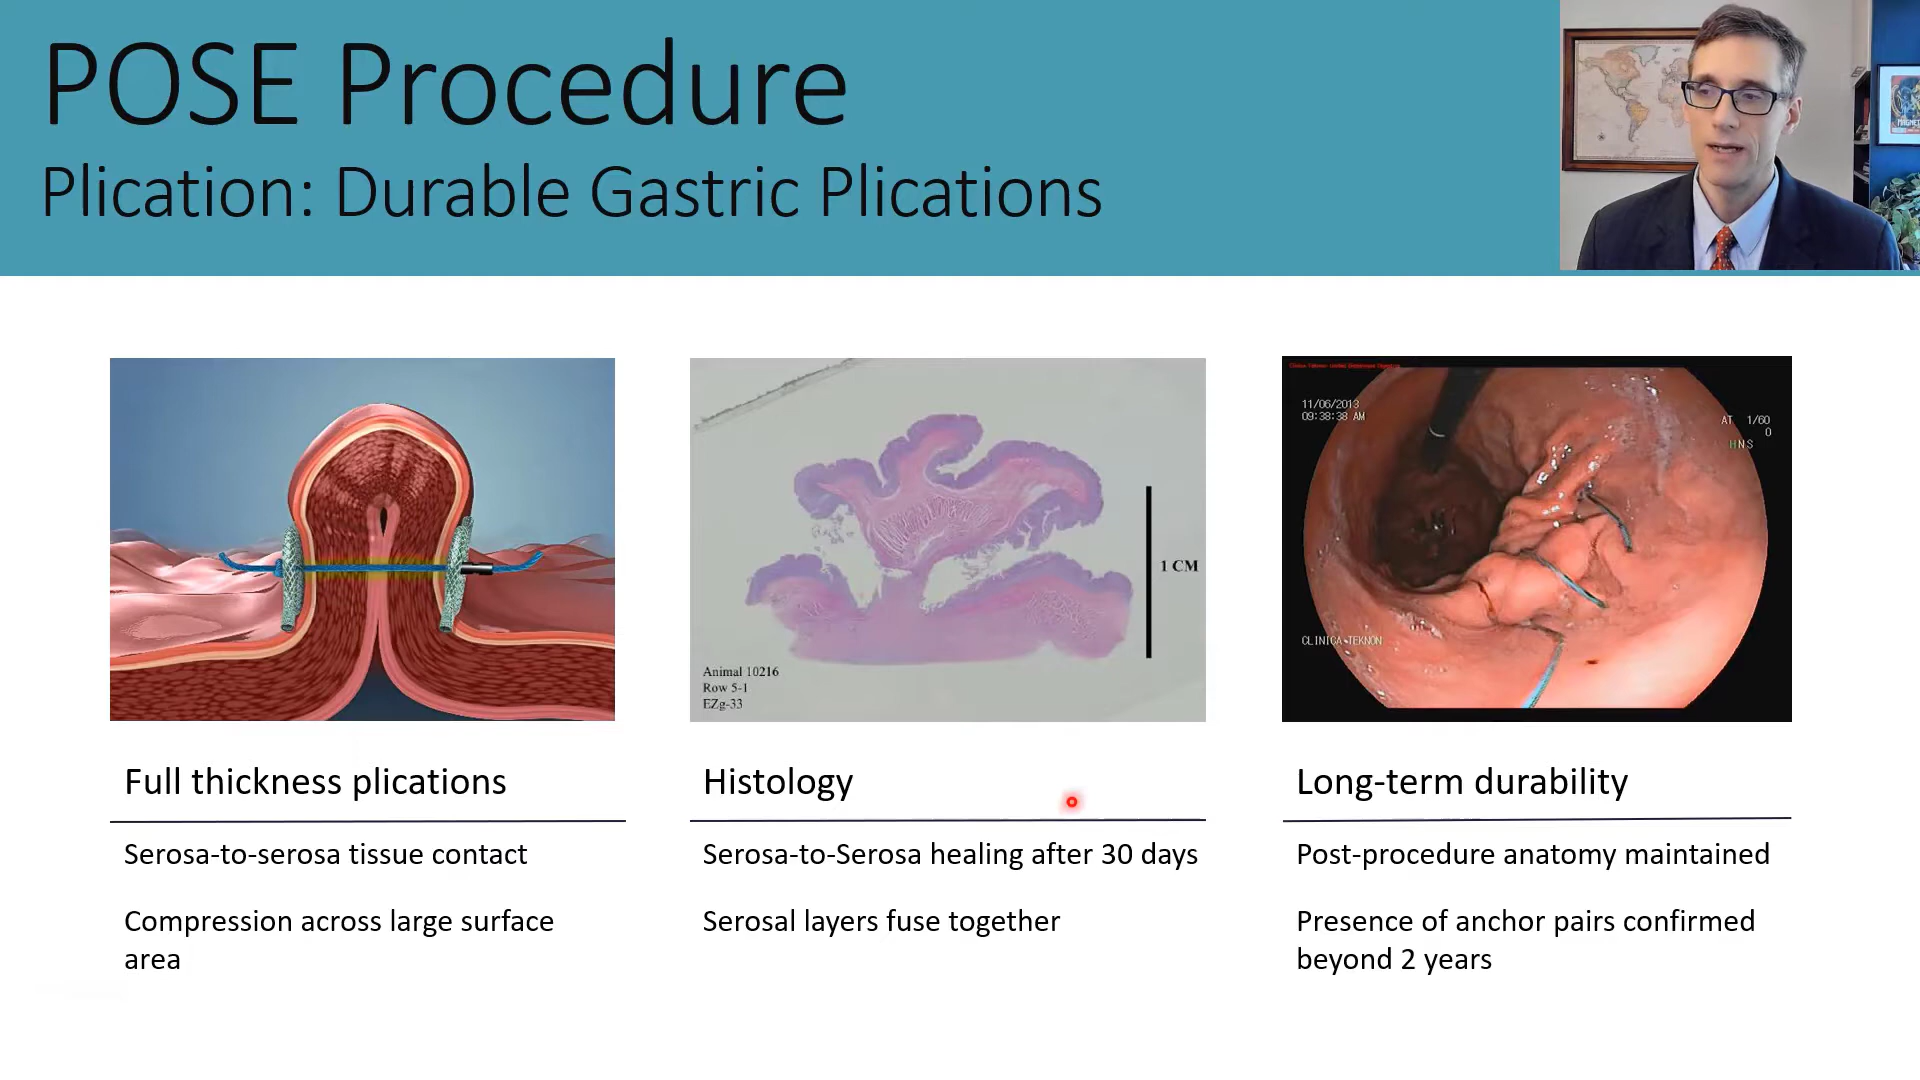 POSE Procedure
Plication: Durable Gastric Plications
MAGNET
11/06/2013
09:38:38 AM
AT 1/60
0
HNS
CLINICA-TEKNON
1 CM
Animal 10216
Row 5-1
EZg-33
Full thickness plications
Serosa-to-serosa tissue contact
Compression across large surface
area
Histology
Serosa-to-Serosa healing after 30 days
Serosal layers fuse together
Long-term durability
Post-procedure anatomy maintained
Presence of anchor pairs confirmed
beyond 2 years